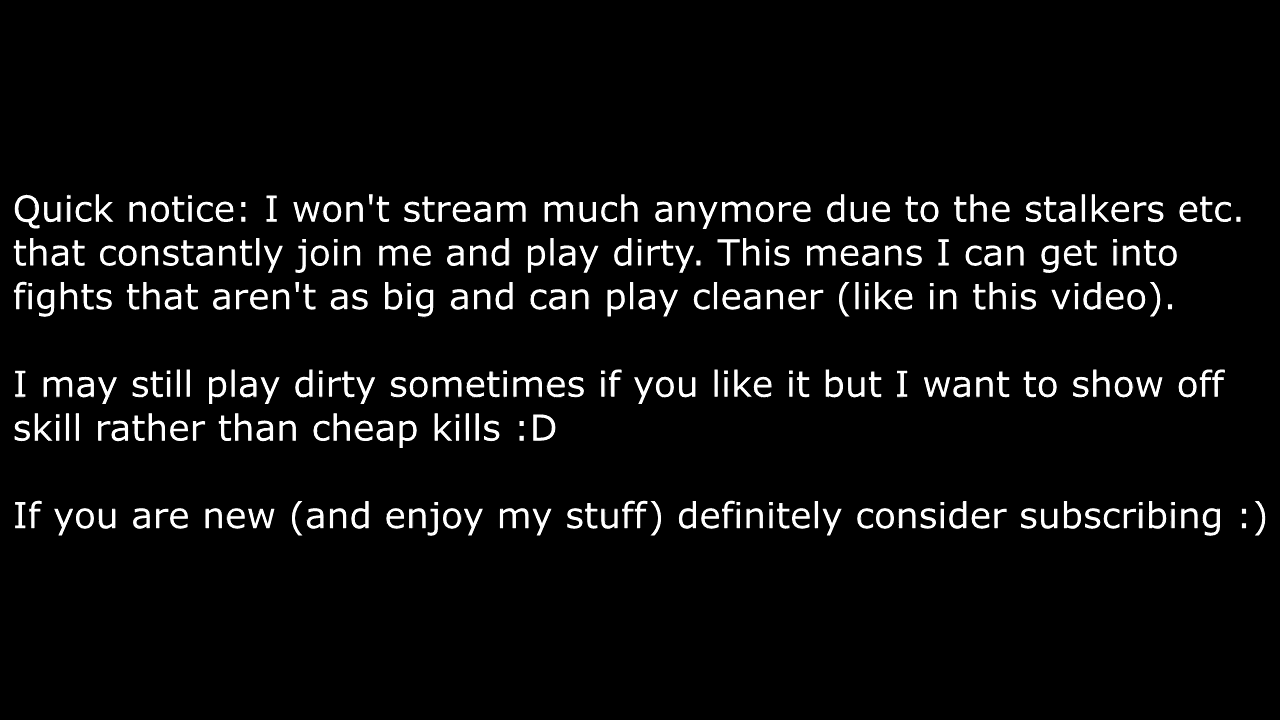 Quick notice: I won't stream much anymore due to the stalkers etc.
that constantly join me and play dirty. This means I can get into
fights that aren't as big and can play cleaner (like in this video).
I may still play dirty sometimes if you like it but I want to show off
skill rather than cheap kills :D
If you are new (and enjoy my stuff) definitely consider subscribing :)